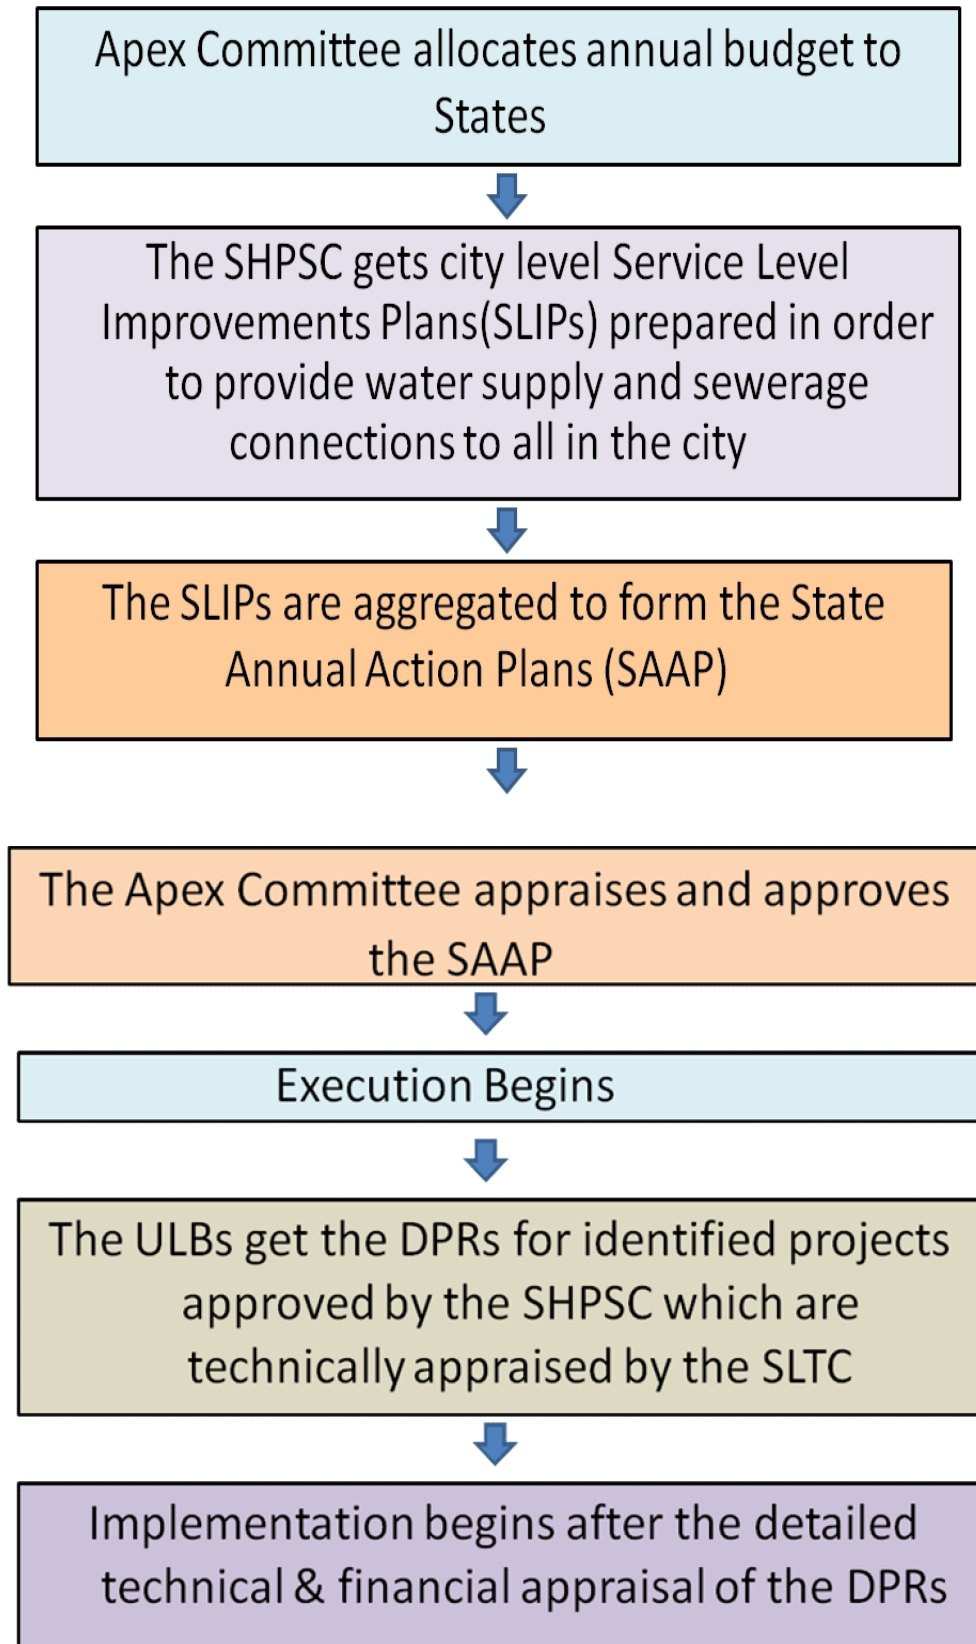 Apex Committee allocates annual budget to
States
The SHPSC gets city level Service Level
Improvements Plans(SLIPs) prepared in order
to provide water supply and sewerage
connections to all in the city
The SLIPs are aggregated to form the State
Annual Action Plans (SAAP)
The Apex Committee appraises and approves
the SAAP
Execution Begins
The ULBs get the DPRs for identified projects
approved by the SHPSC which are
technically appraised by the SLTC
Implementation begins after the detailed
technical & financial appraisal of the DPRs